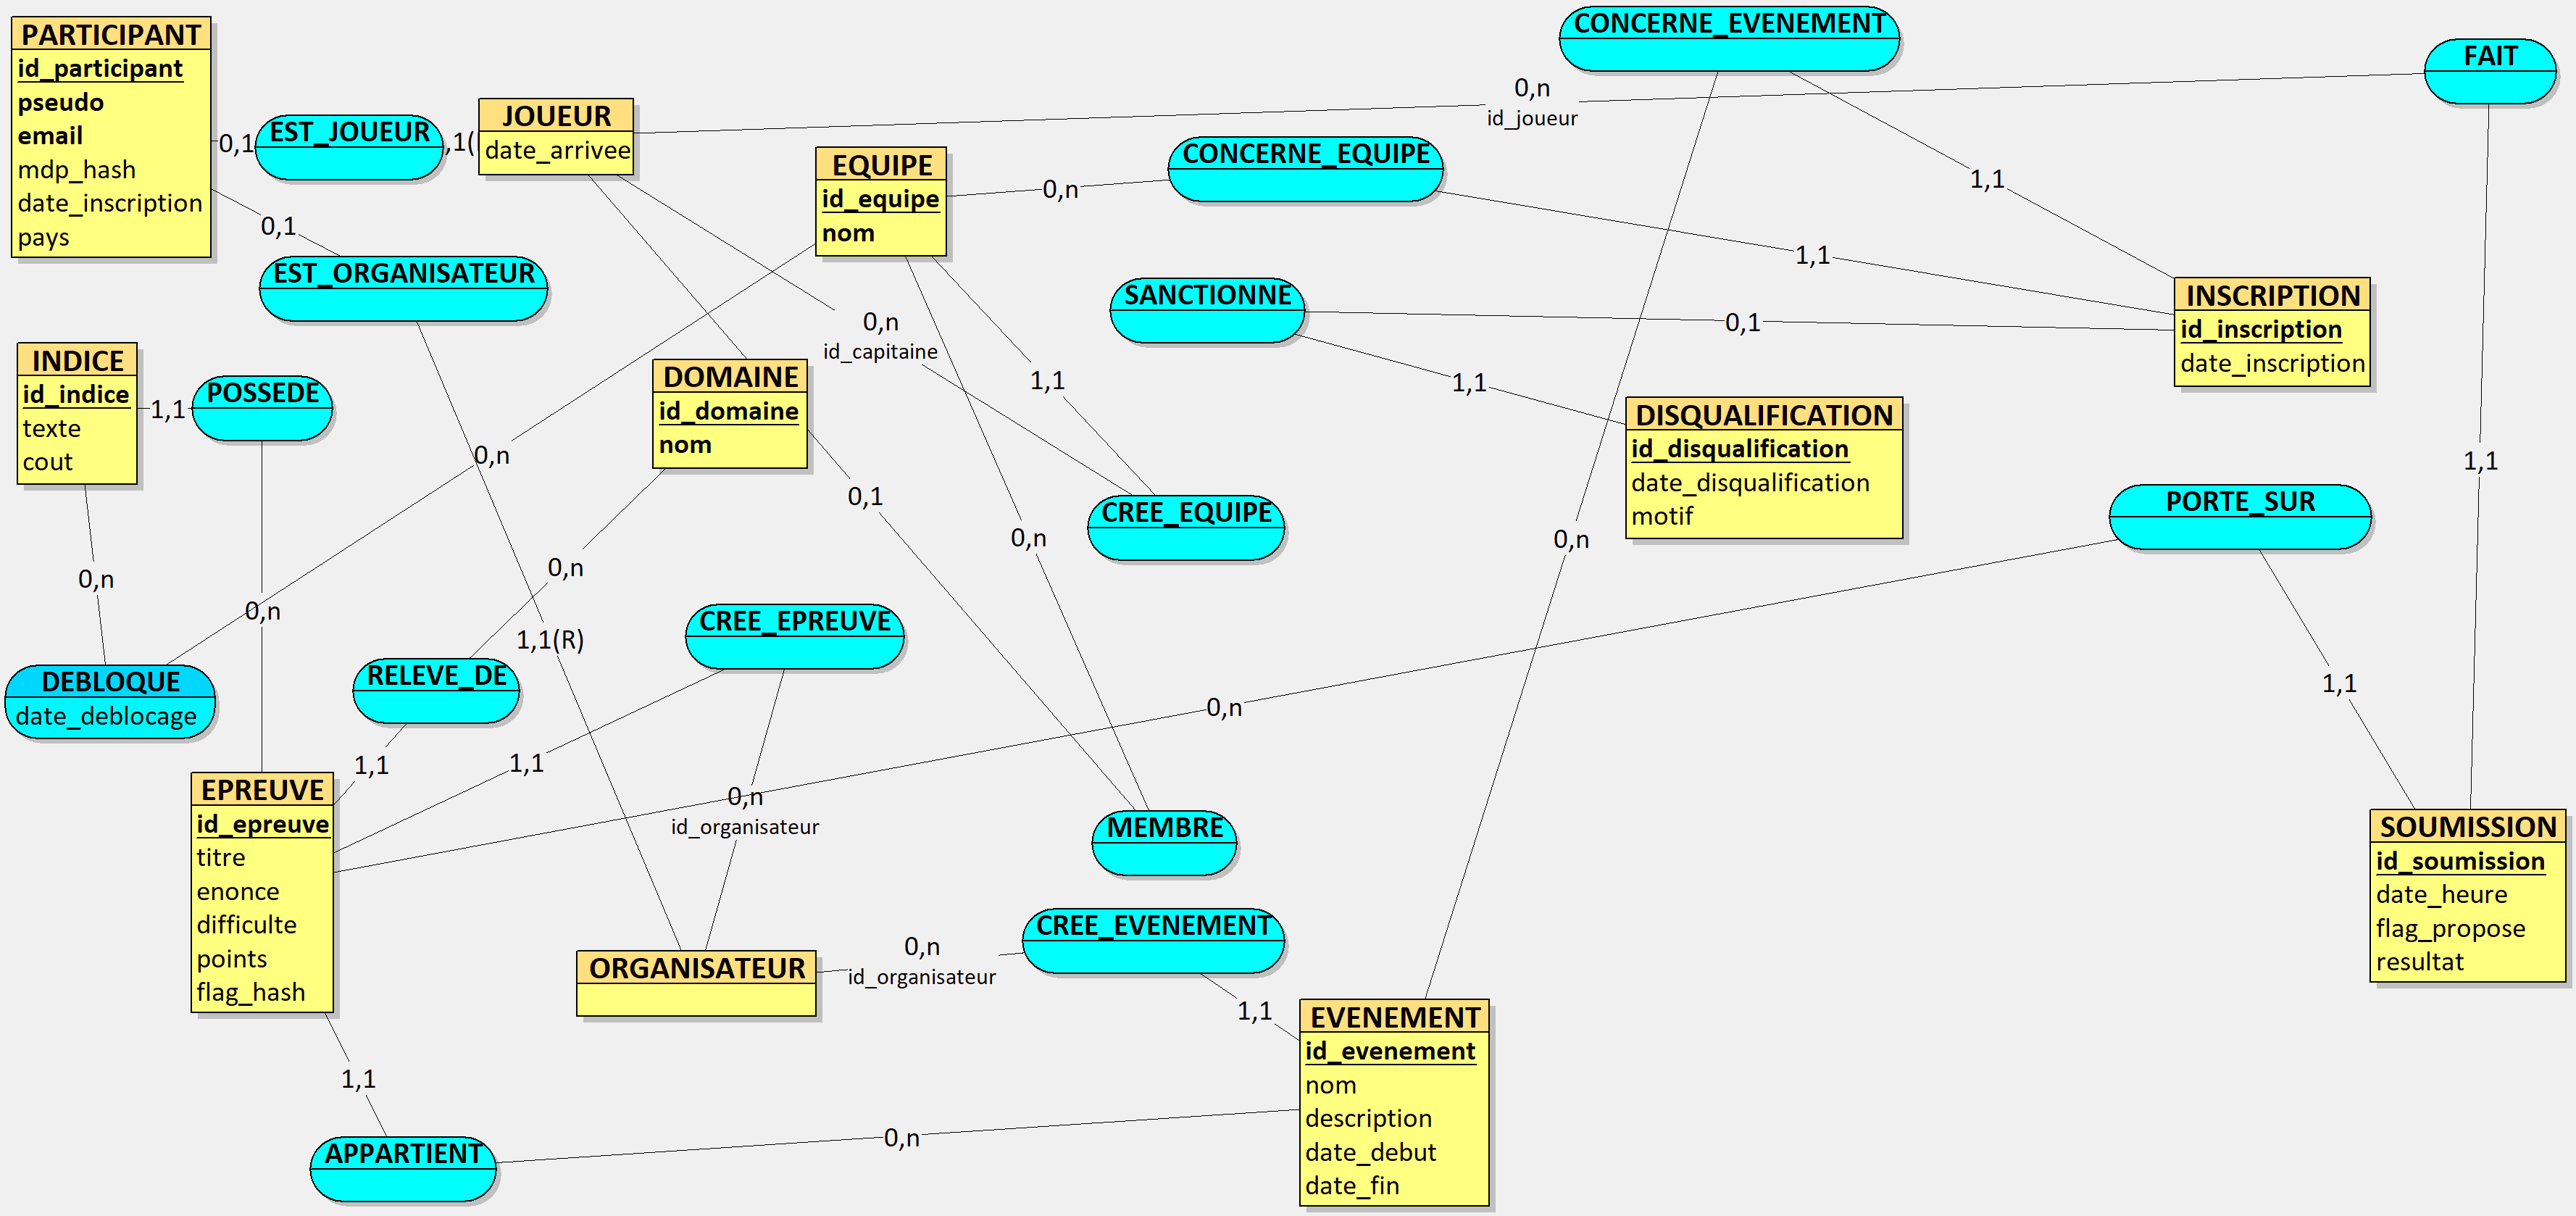 PARTICIPANT
id_participant
pseudo
email
mdp_hash
date_inscription
pays
0,1
EST_JOUEUR
,1(
JOUEUR
date_arrivee
0,1
EST_ORGANISATEUR
EQUIPE
id_equipe
nom
0,n
CONCERNE_EQUIPE
CONCERNE_EVENEMENT
0,n
id_joueur
FAIT
1,1
1,1
INSCRIPTION
id_inscription
date_inscription
SANCTIONNE
0,1
1,1
DISQUALIFICATION
id_disqualification
date_disqualification
motif
0,n
id_capitaine
1,1
INDICE
id_indice
texte
cout
1,1
POSSEDE
DOMAINE
id_domaine
nom
0,n
0,1
0,n
CREE_EQUIPE
0,n
1,1
PORTE_SUR
0,n
0,n
0,n
1,1(R)
CREE_EPREUVE
DEBLOQUE
date_deblocage
RELEVE_DE
0,n
1,1
1,1
1,1
0,n
id_organisateur
EPREUVE
id_epreuve
titre
enonce
difficulte
points
flag_hash
MEMBRE
SOUMISSION
id_soumission
date_heure
flag_propose
resultat
ORGANISATEUR
0,n
id_organisateur
CREE_EVENEMENT
1,1
EVENEMENT
id_evenement
nom
description
date_debut
date_fin
1,1
APPARTIENT
0,n